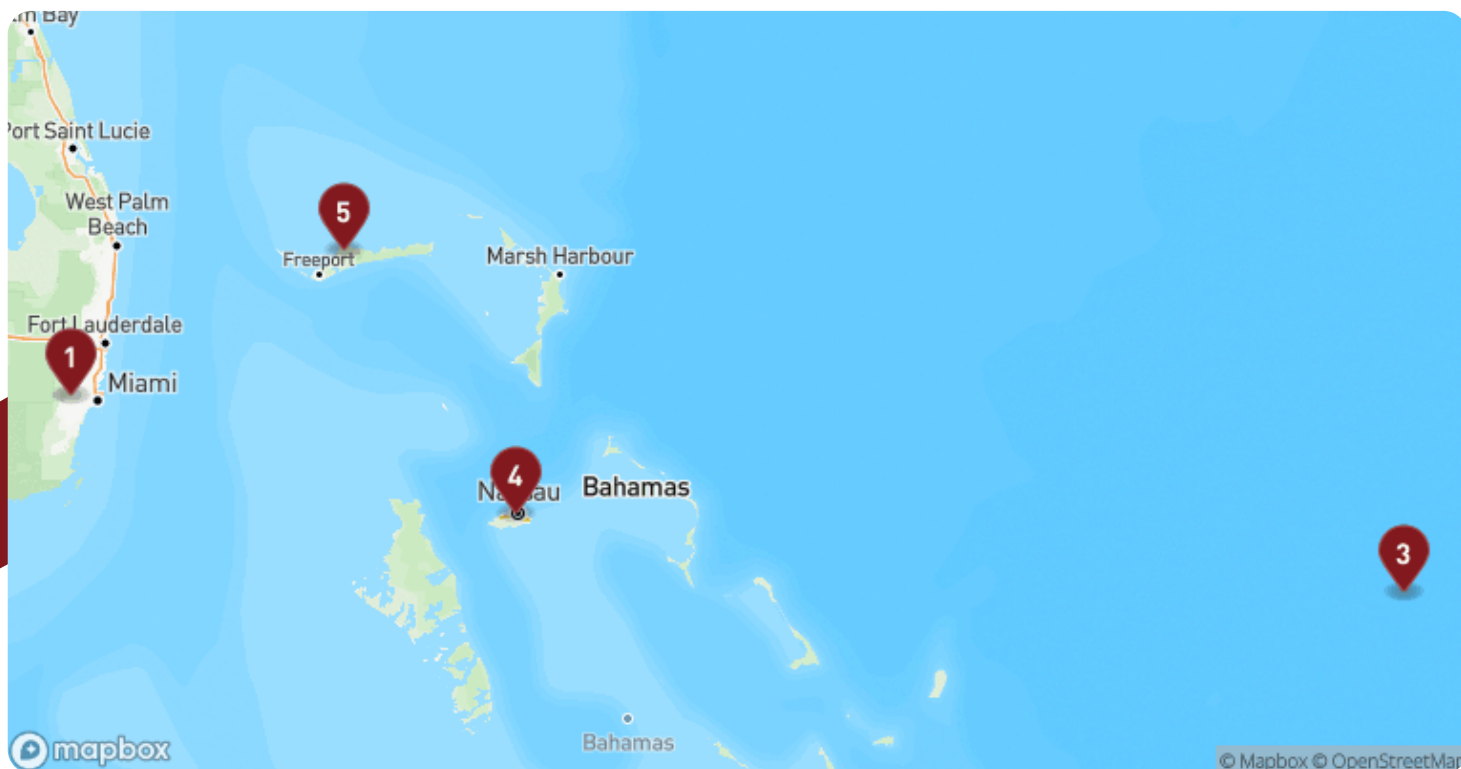 Port Saint Lucie
West Palm
Beach
5
Freeport
Marsh Harbour
Fort Lauderdale
1
Miami
4
Bahamas
3
Bahamas
mapbox
© Mapbox © OpenStreetMap